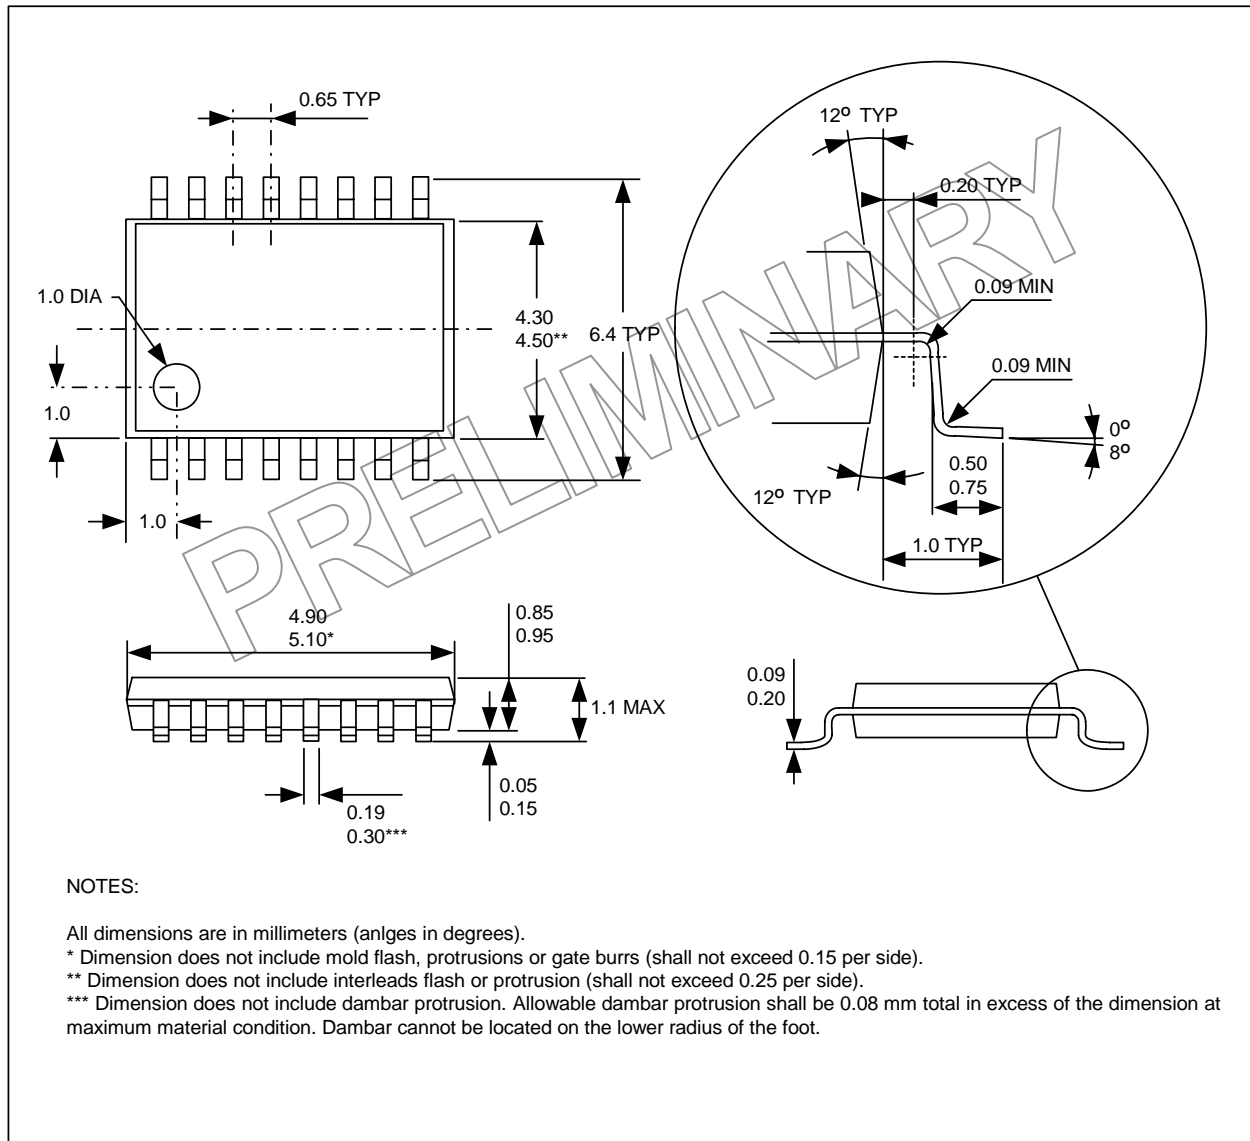 0.65 TYP
1.0 DIA
4.30
4.50**
6.4 TYP
1.0
1.0
12º TYP
0.20 TYP
0.09 MIN
0.09 MIN
0º
8º
0.50
0.75
12º TYP
1.0 TYP
PRELIMINARY
4.90
5.10*
0.85
0.95
1.1 MAX
0.05
0.15
0.19
0.30***
0.09
0.20
NOTES:
All dimensions are in millimeters (anlges in degrees).
* Dimension does not include mold flash, protrusions or gate burrs (shall not exceed 0.15 per side).
** Dimension does not include interleads flash or protrusion (shall not exceed 0.25 per side).
*** Dimension does not include dambar protrusion. Allowable dambar protrusion shall be 0.08 mm total in excess of the dimension at
maximum material condition. Dambar cannot be located on the lower radius of the foot.